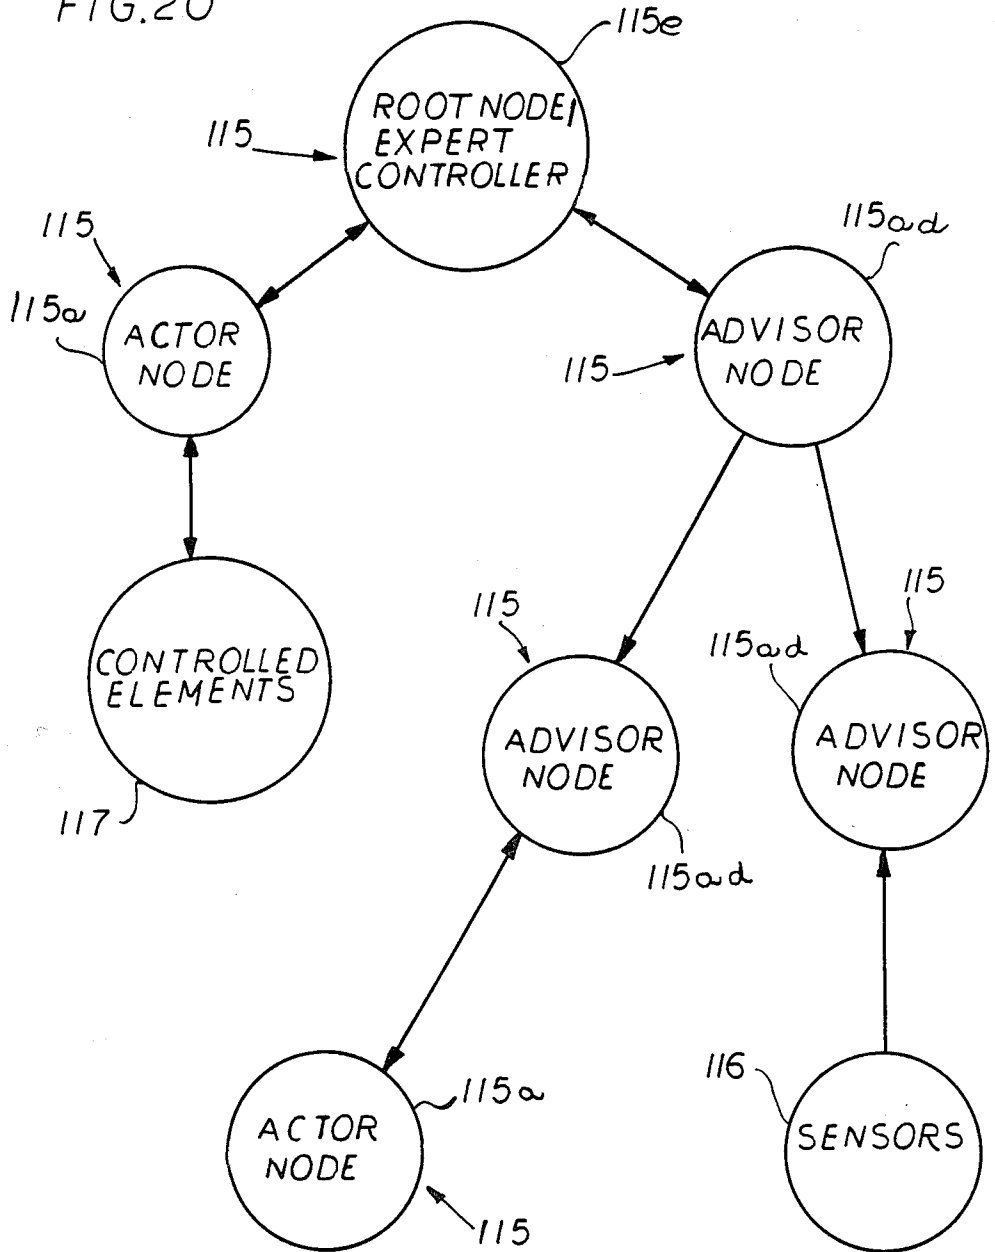 FIG.20
115e
ROOT NODE/
EXPERT
CONTROLLER
115
115ad
115
115a
ACTOR
NODE
ADVISOR
NODE
115
115
115
115ad
CONTROLLED
ELEMENTS
ADVISOR
NODE
ADVISOR
NODE
117
115ad
116
115a
ACTOR
NODE
SENSORS
115